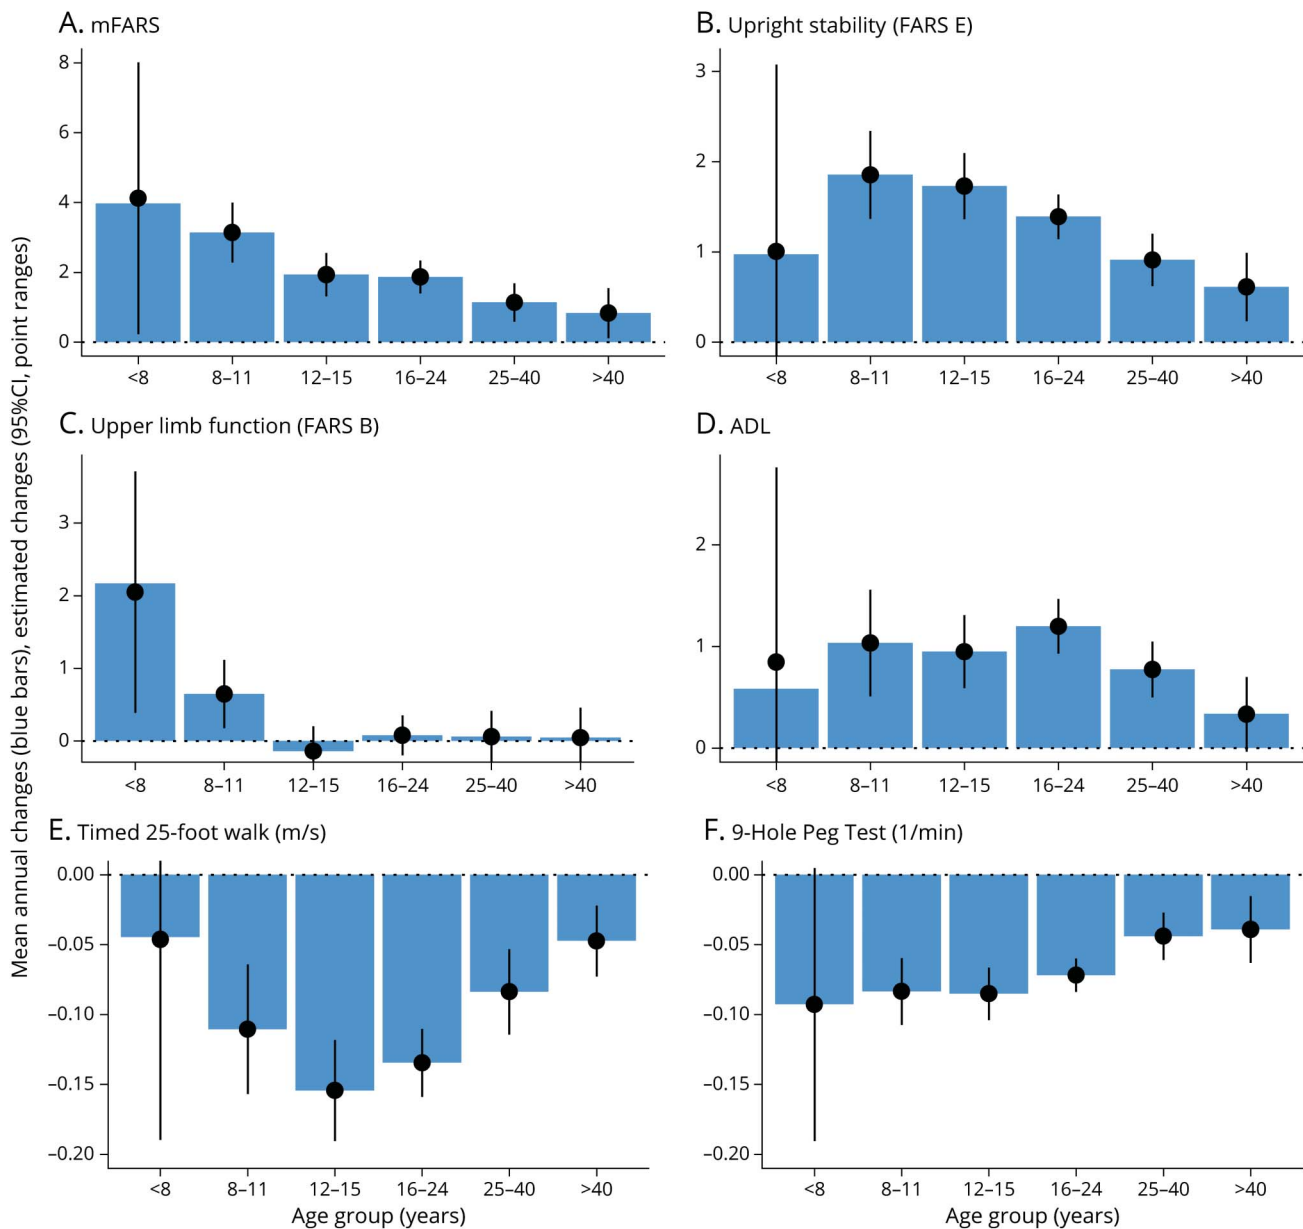 Mean annual changes (blue bars), estimated changes (95%CI, point ranges)
A. mFARS
8
6
4
2
0
<8 8–11 12–15 16–24 25–40 >40
B. Upright stability (FARS E)
3
2
1
0
<8 8–11 12–15 16–24 25–40 >40
C. Upper limb function (FARS B)
3
2
1
0
<8 8–11 12–15 16–24 25–40 >40
D. ADL
2
1
0
<8 8–11 12–15 16–24 25–40 >40
E. Timed 25-foot walk (m/s)
0.00
–0.05
–0.10
–0.15
–0.20
<8 8–11 12–15 16–24 25–40 >40
Age group (years)
F. 9-Hole Peg Test (1/min)
0.00
–0.05
–0.10
–0.15
–0.20
<8 8–11 12–15 16–24 25–40 >40
Age group (years)